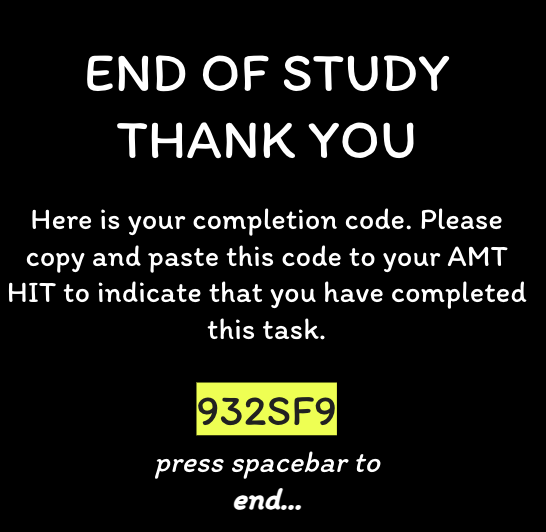 END OF STUDY
THANK YOU
Here is your completion code. Please
copy and paste this code to your AMT
HIT to indicate that you have completed
this task.
932SF9
press spacebar to
end...